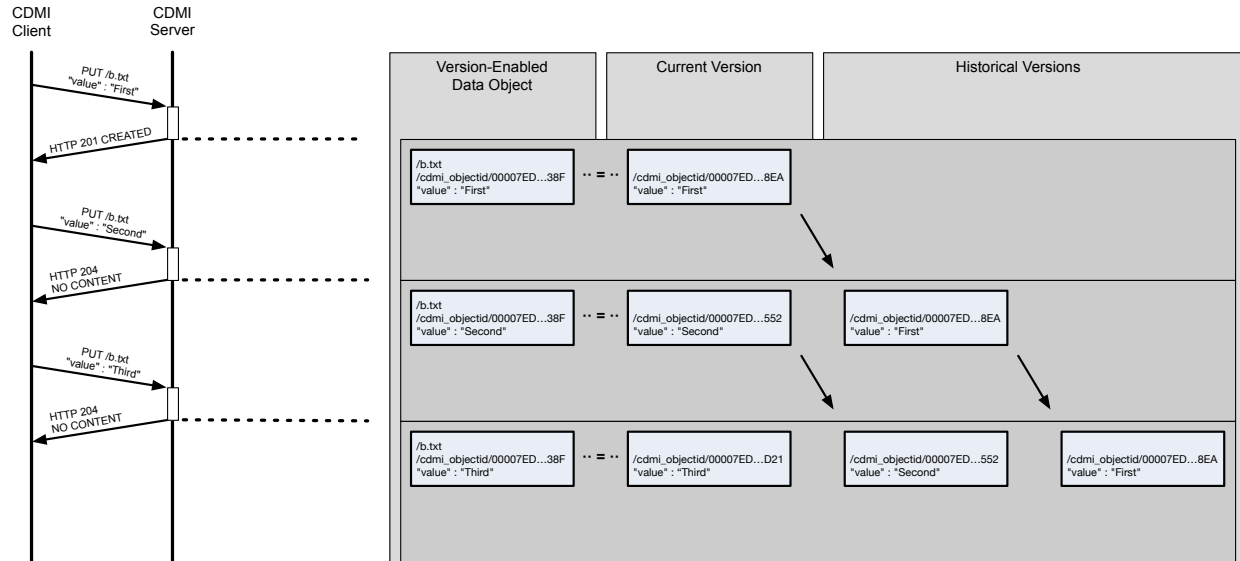 CDMI
Client
CDMI
Server
PUT /b.txt
"value" : "First"
HTTP 201 CREATED
PUT /b.txt
"value" : "Second"
HTTP 204
NO CONTENT
PUT /b.txt
"value" : "Third"
HTTP 204
NO CONTENT
Version-Enabled
Data Object
Current Version
Historical Versions
/b.txt
/cdmi_objectid/00007ED...38F
"value" : "First"
·· = ··
/cdmi_objectid/00007ED...8EA
"value" : "First"
/b.txt
/cdmi_objectid/00007ED...38F
"value" : "Second"
·· = ··
/cdmi_objectid/00007ED...552
"value" : "Second"
/cdmi_objectid/00007ED...8EA
"value" : "First"
/b.txt
/cdmi_objectid/00007ED...38F
"value" : "Third"
·· = ··
/cdmi_objectid/00007ED...D21
"value" : "Third"
/cdmi_objectid/00007ED...552
"value" : "Second"
/cdmi_objectid/00007ED...8EA
"value" : "First"